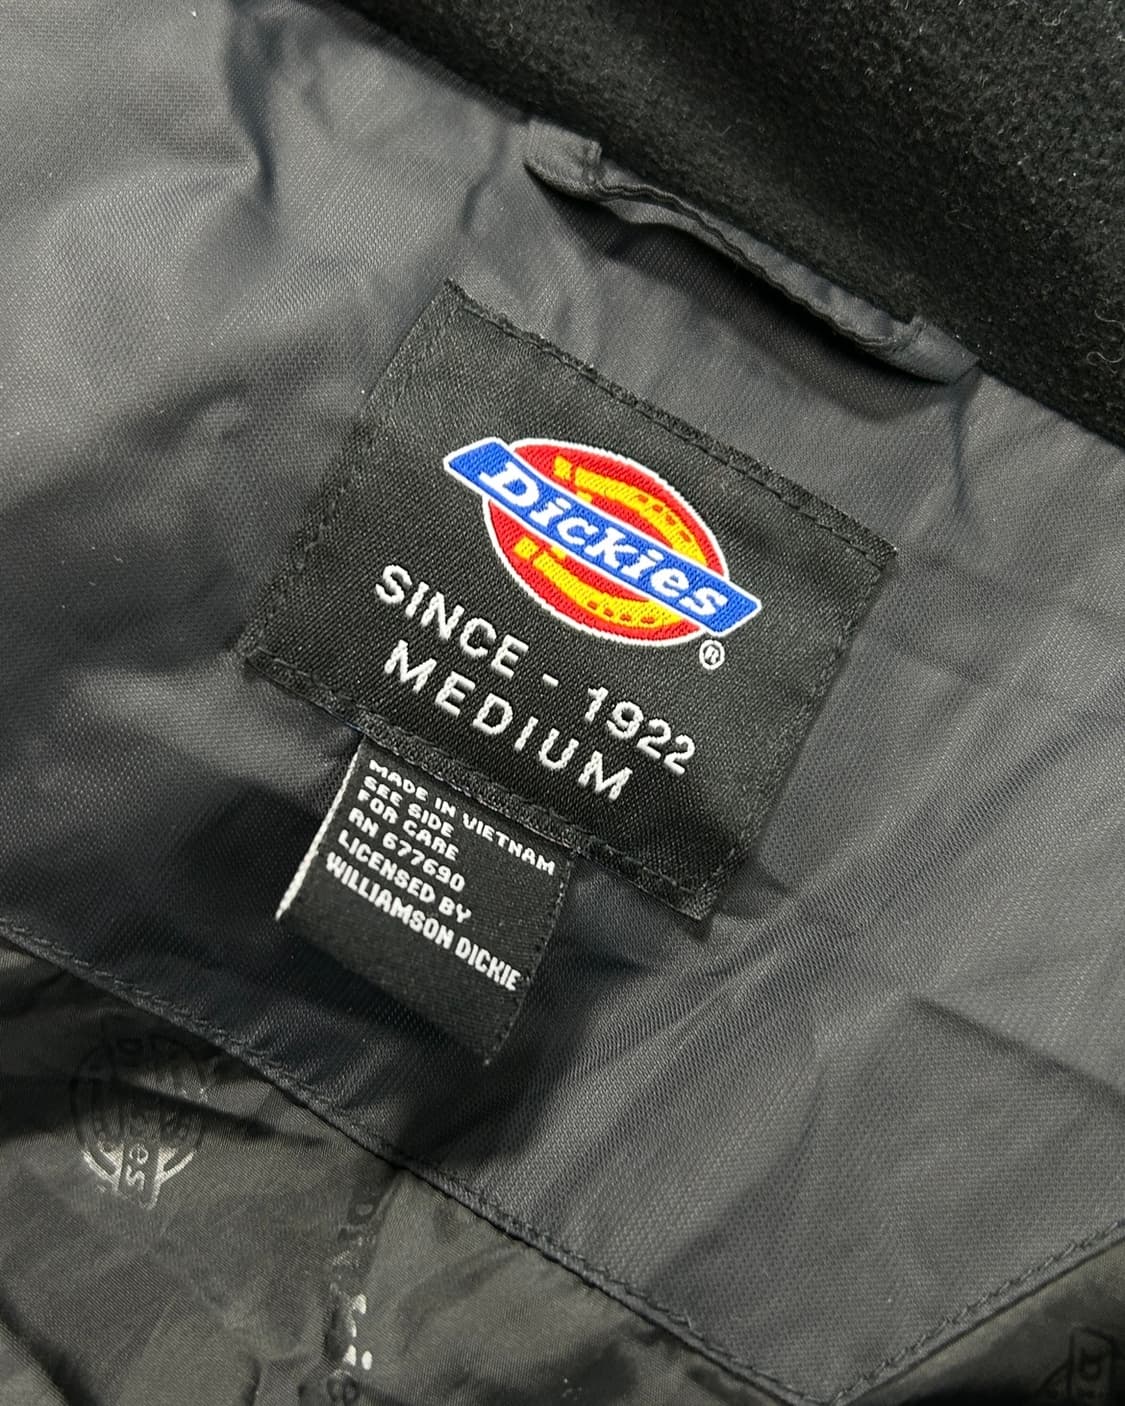 Dickies
®
SINCE - 1922
MEDIUM
MADE IN VIETNAM
SEE SIDE
FOR CARE
RN 677690
LICENSED BY
WILLIAMSON DICKIE